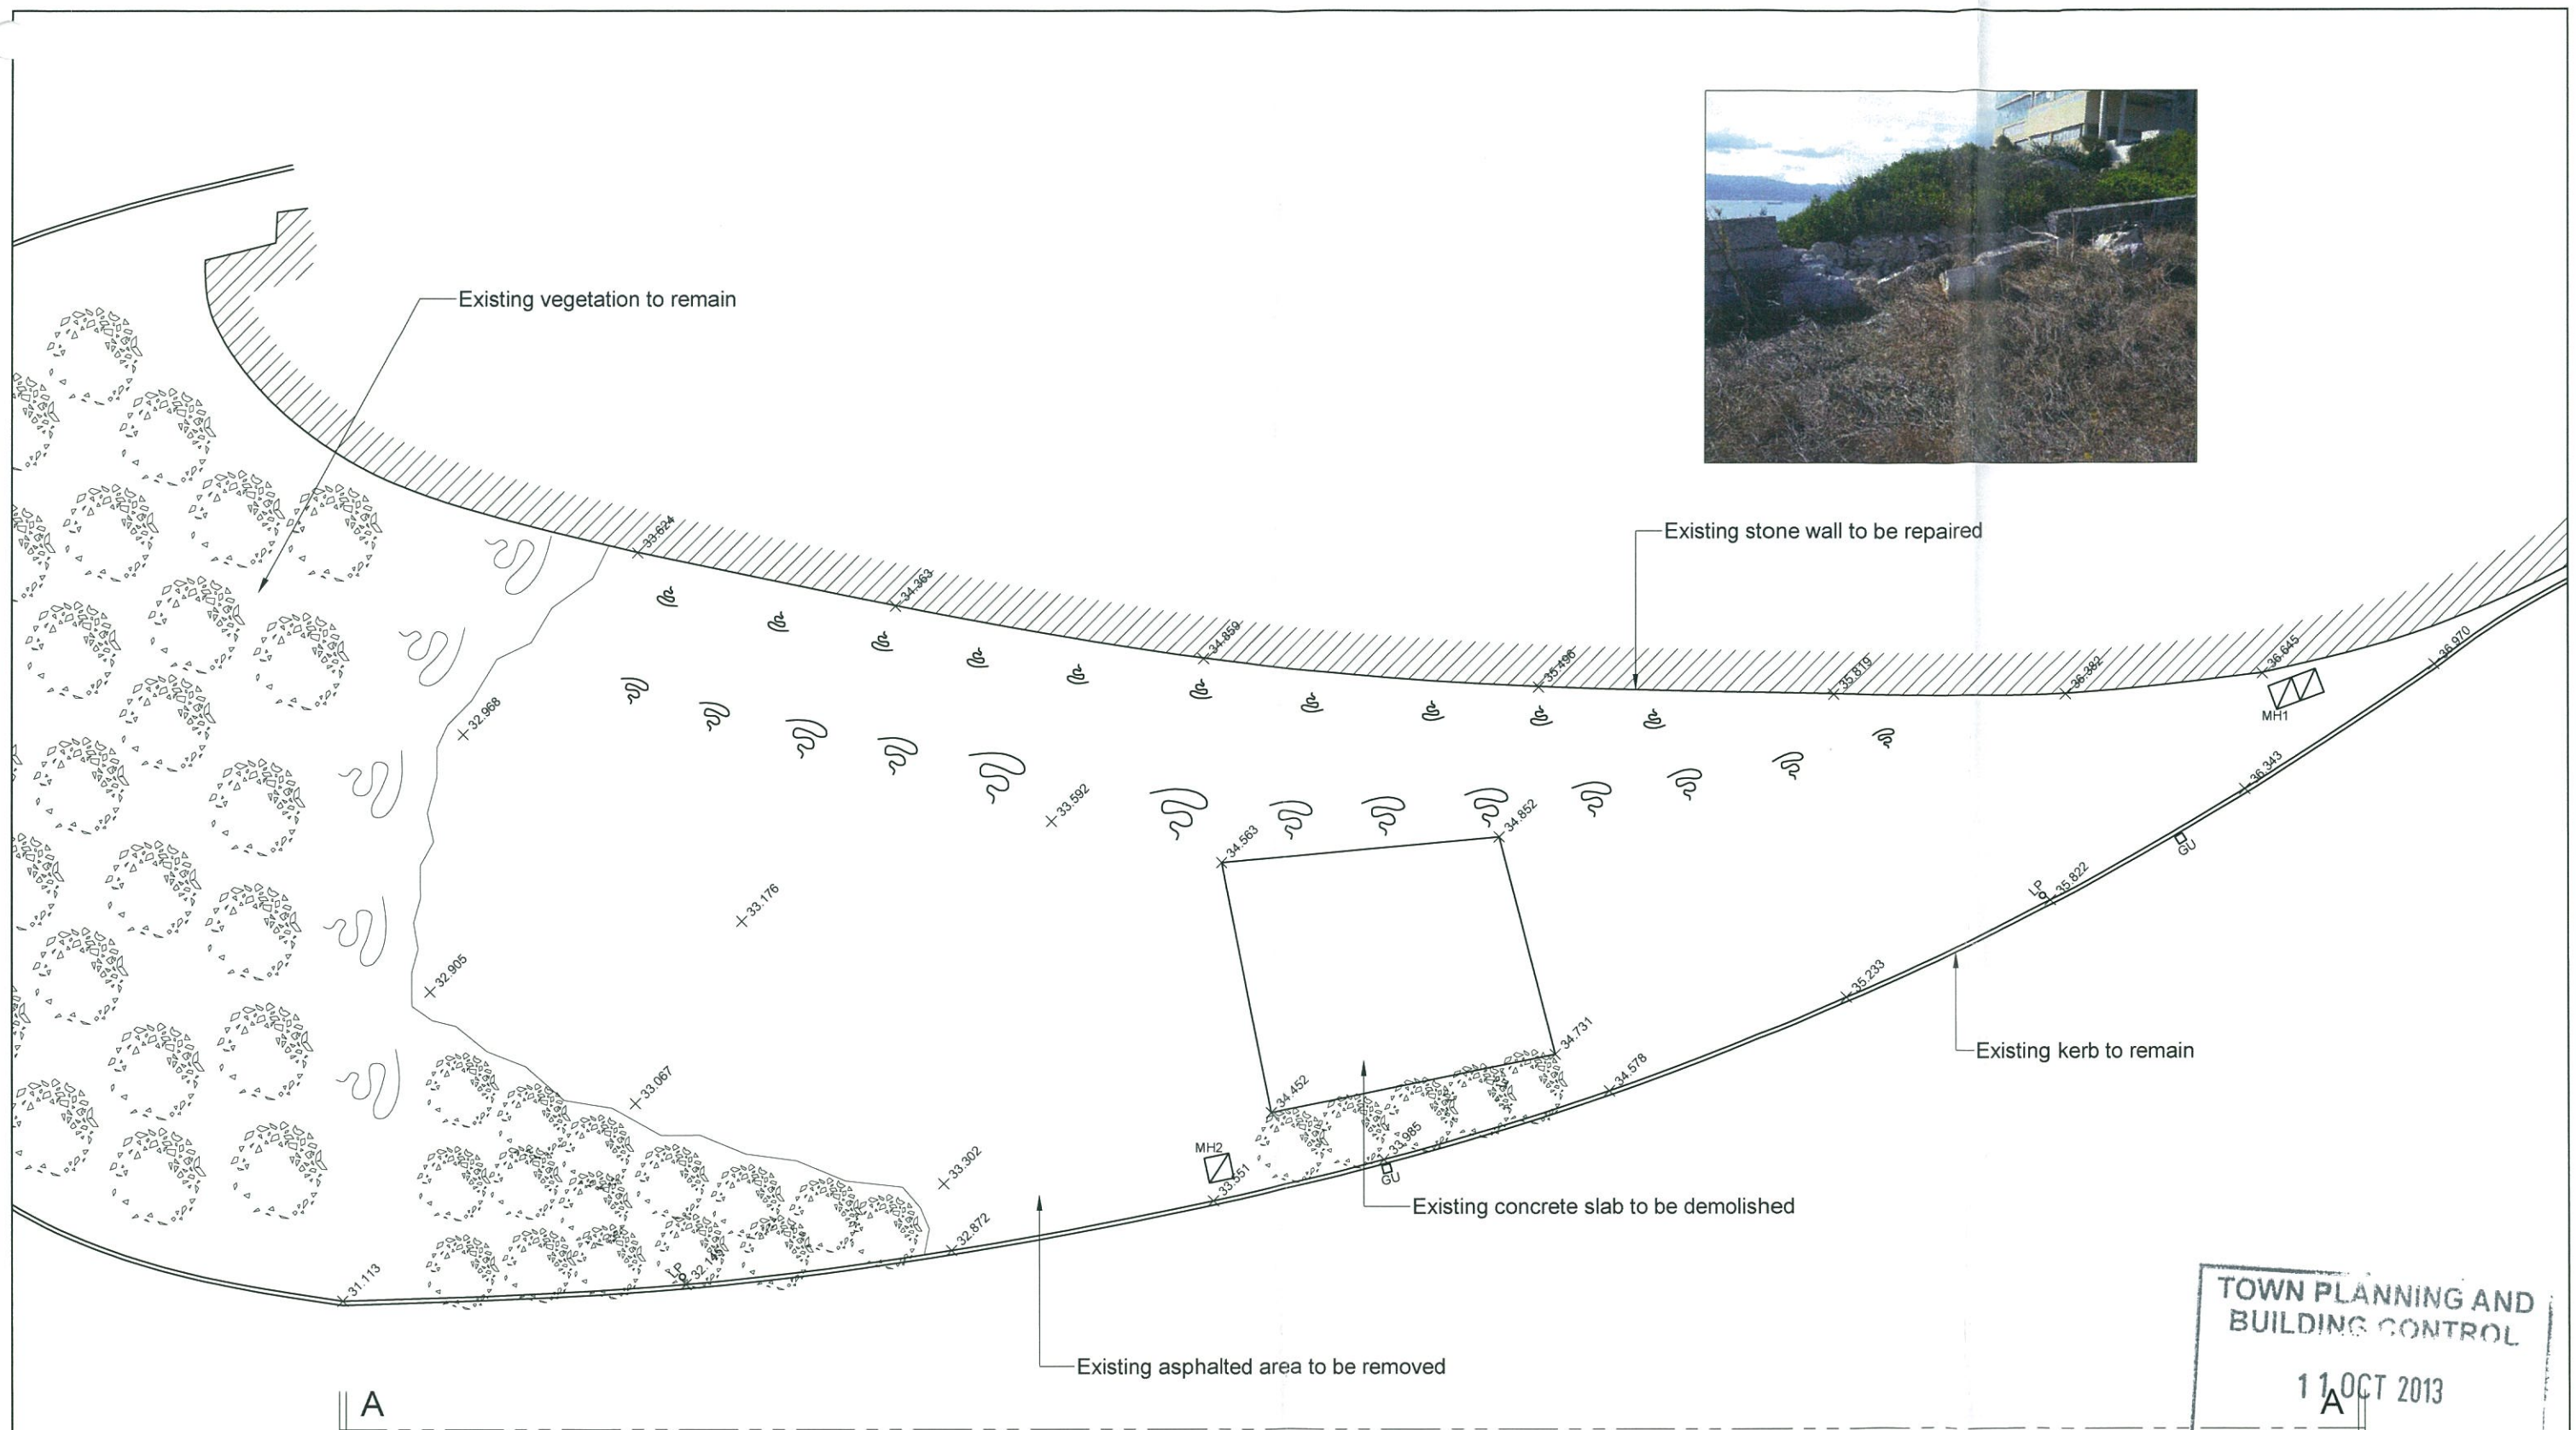 Existing vegetation to remain
Existing stone wall to be repaired
33.624
34.363
34.859
35.496
35.819
36.382
36.645
36.970
MH1
32.968
33.592
36.343
GU
34.563
34.852
35.822
LP
33.176
32.905
35.233
Existing kerb to remain
34.731
34.578
34.452
33.067
33.985
GU
MH2
33.551
33.302
Existing concrete slab to be demolished
32.872
31.113
LP
Existing asphalted area to be removed
TOWN PLANNING AND
BUILDING CONTROL
11 OCT 2013
A
A